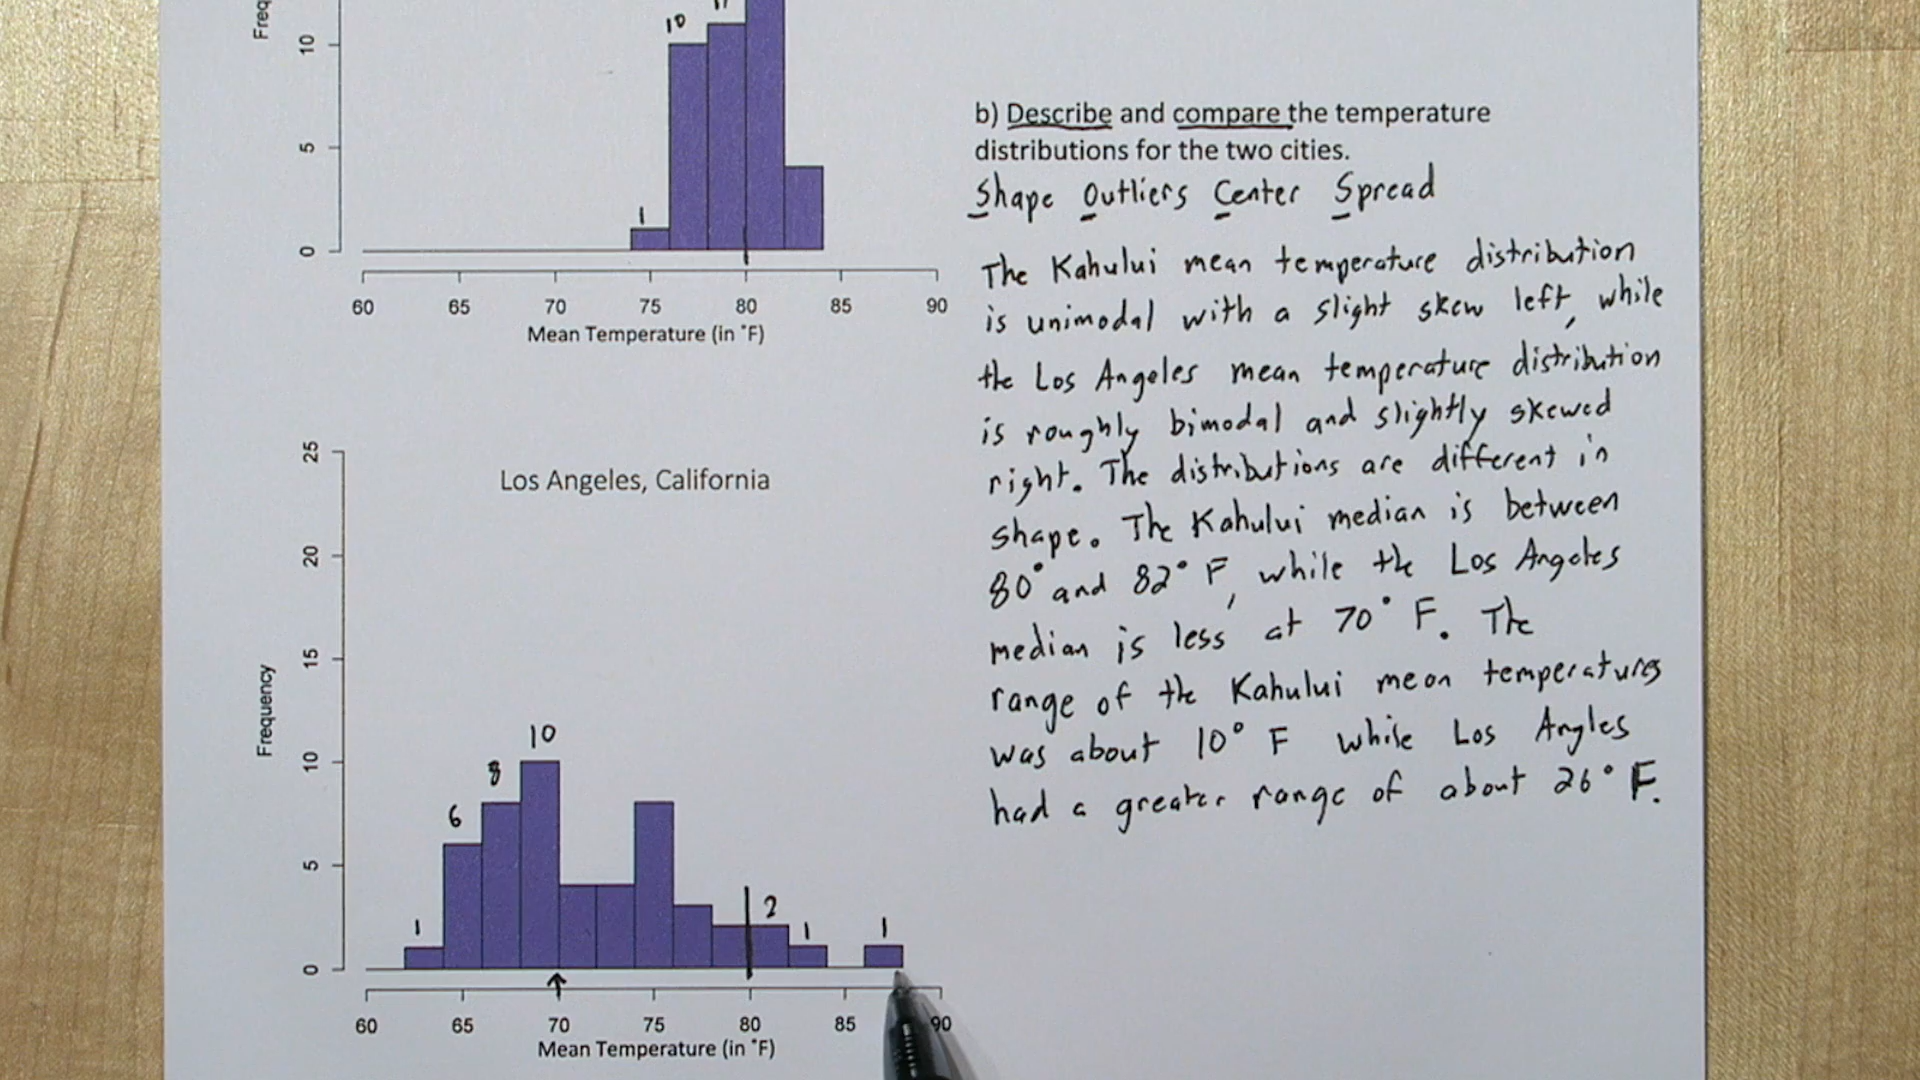 10
10
5
1
0
60 65 70 75 80 85 90
Mean Temperature (in °F)
25
Los Angeles, California
20
15
Frequency
10
10
8
6
5
2
1
1
1
0
60 65 70 75 80 85 90
Mean Temperature (in °F)
b) Describe and compare the temperature
distributions for the two cities.
Shape Outliers Center Spread
The Kahului mean temperature distribution
is unimodal with a slight skew left, while
the Los Angeles mean temperature distribution
is roughly bimodal and slightly skewed
right. The distributions are different in
shape. The Kahului median is between
80° and 82° F, while the Los Angeles
median is less at 70° F. The
range of the Kahului mean temperatures
was about 10° F while Los Angles
had a greater range of about 26° F.